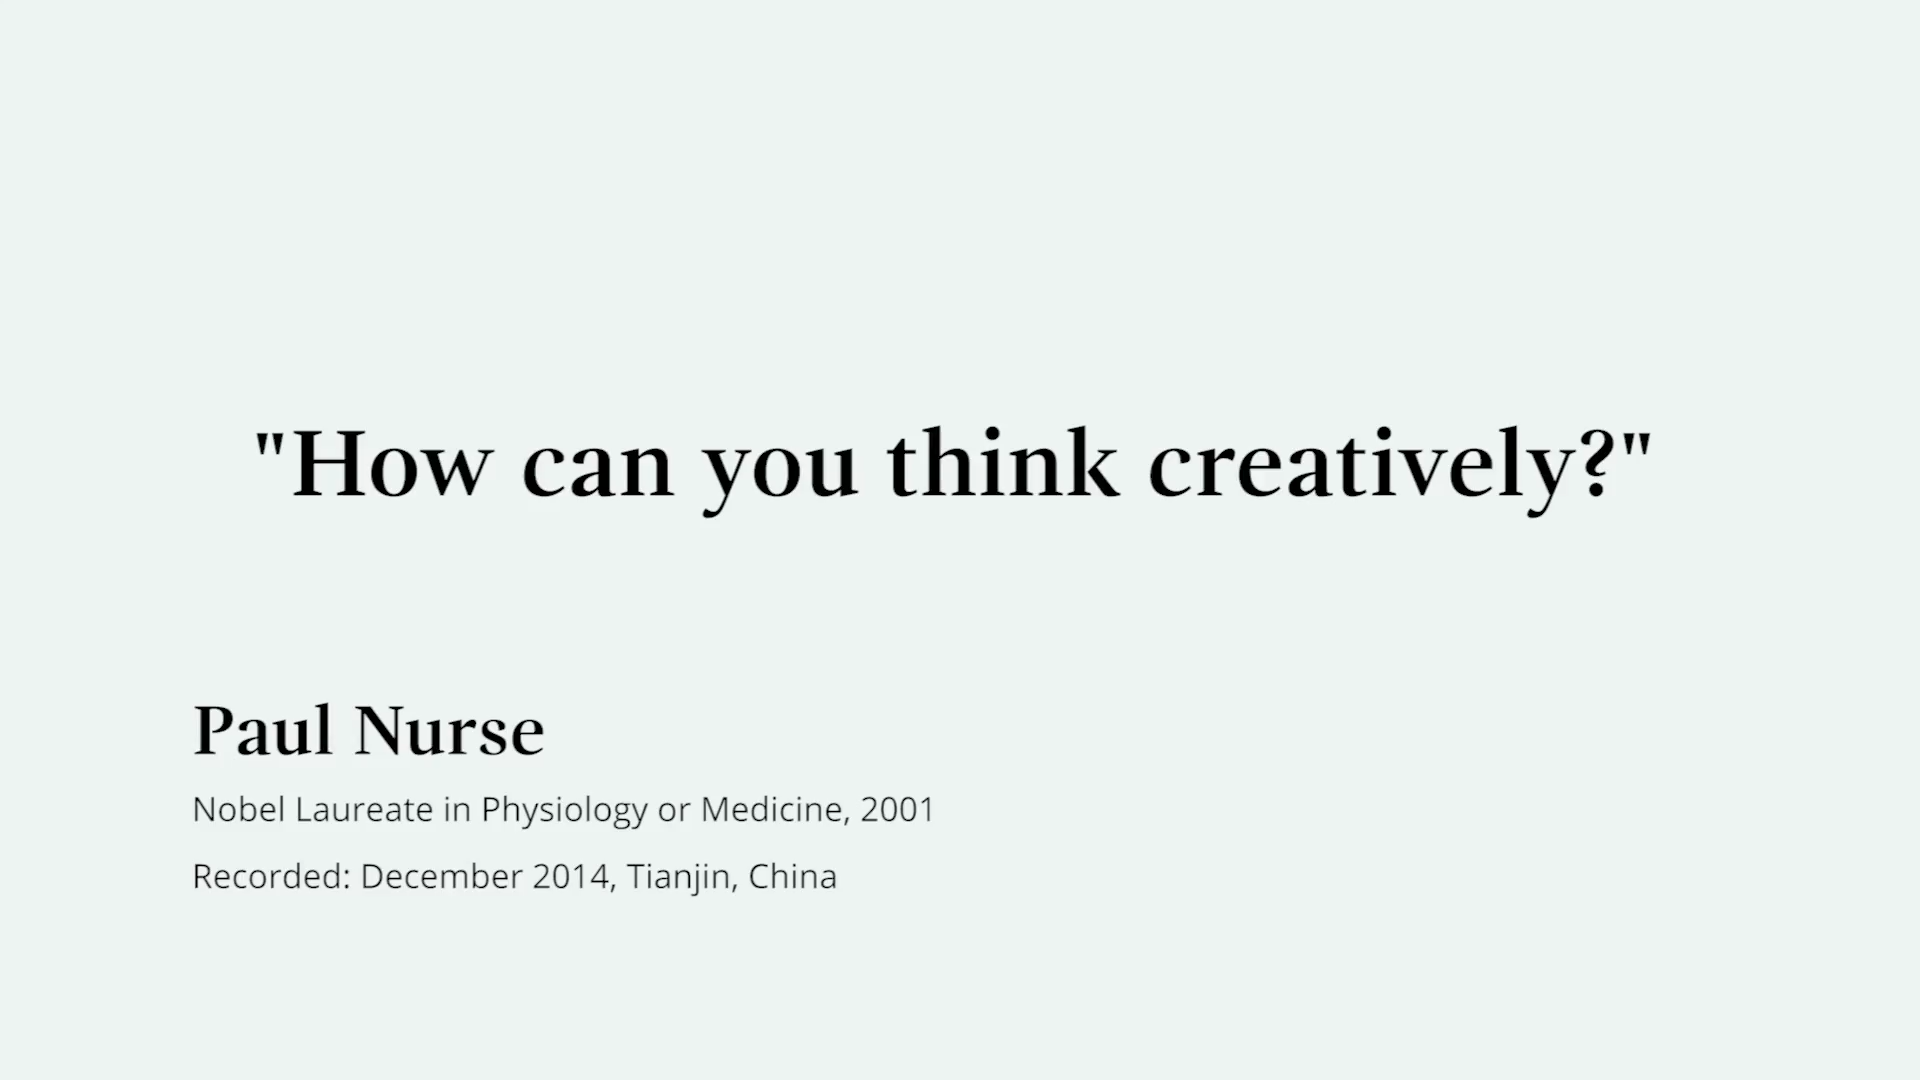 "How can you think creatively?"
Paul Nurse
Nobel Laureate in Physiology or Medicine, 2001
Recorded: December 2014, Tianjin, China